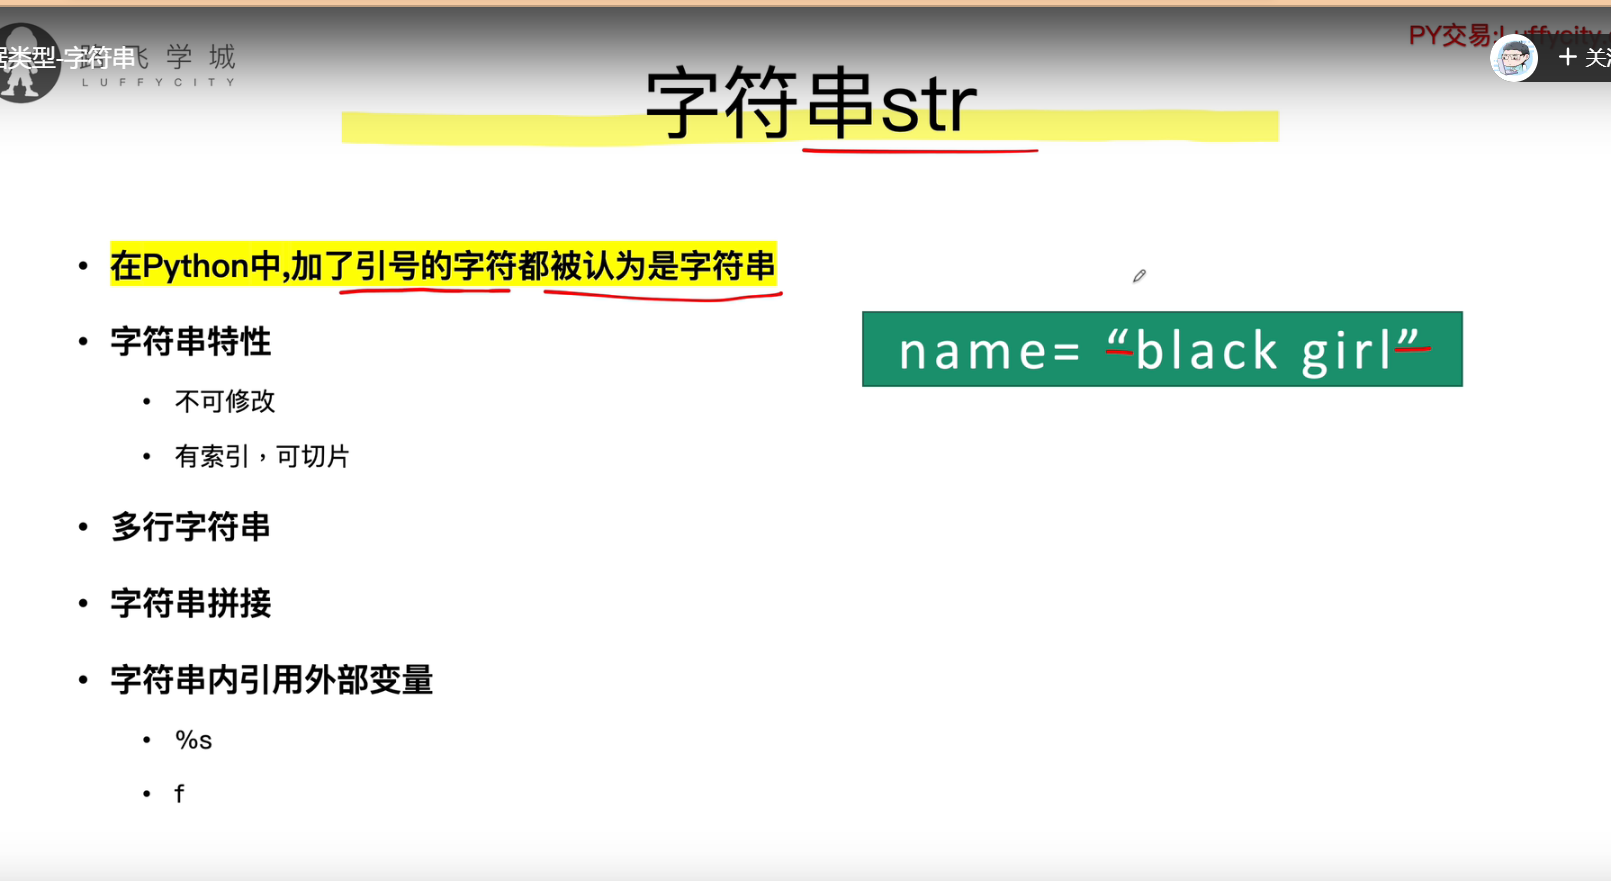 PY交易:Luffycity.
据类型-字符串
路飞学城
LUFFYCITY
+ 关注
字符串str
• 在Python中,加了引号的字符都被认为是字符串
name= “black girl”
• 字符串特性
• 不可修改
• 有索引，可切片
• 多行字符串
• 字符串拼接
• 字符串内引用外部变量
• %s
• f